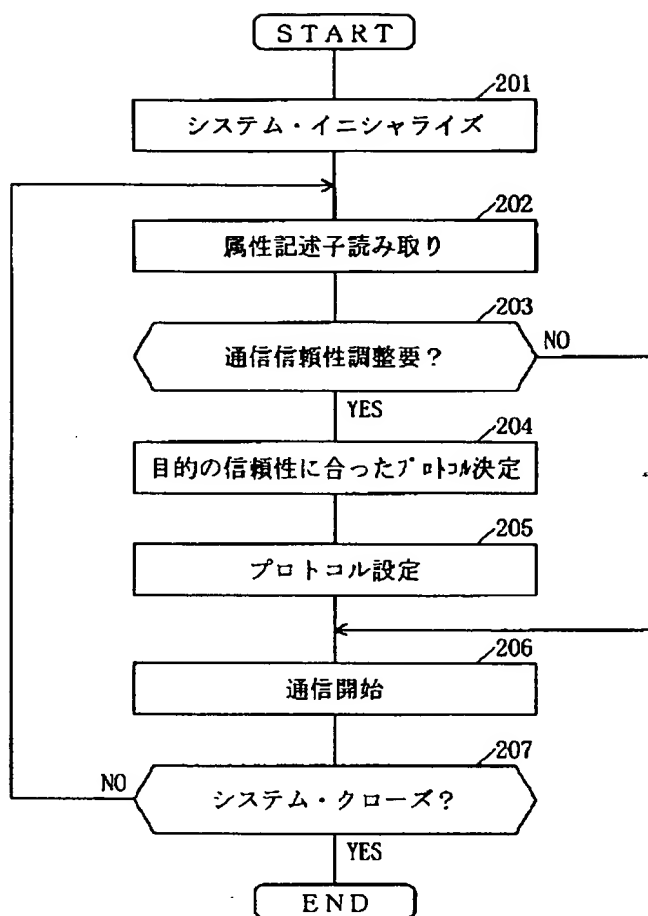 START
201
システム・イニシャライズ
202
属性記述子読み取り
203
通信信頼性調整要？
NO
YES
204
目的の信頼性に合ったﾌﾟﾛﾄｺﾙ決定
205
プロトコル設定
206
通信開始
207
NO
システム・クローズ？
YES
END